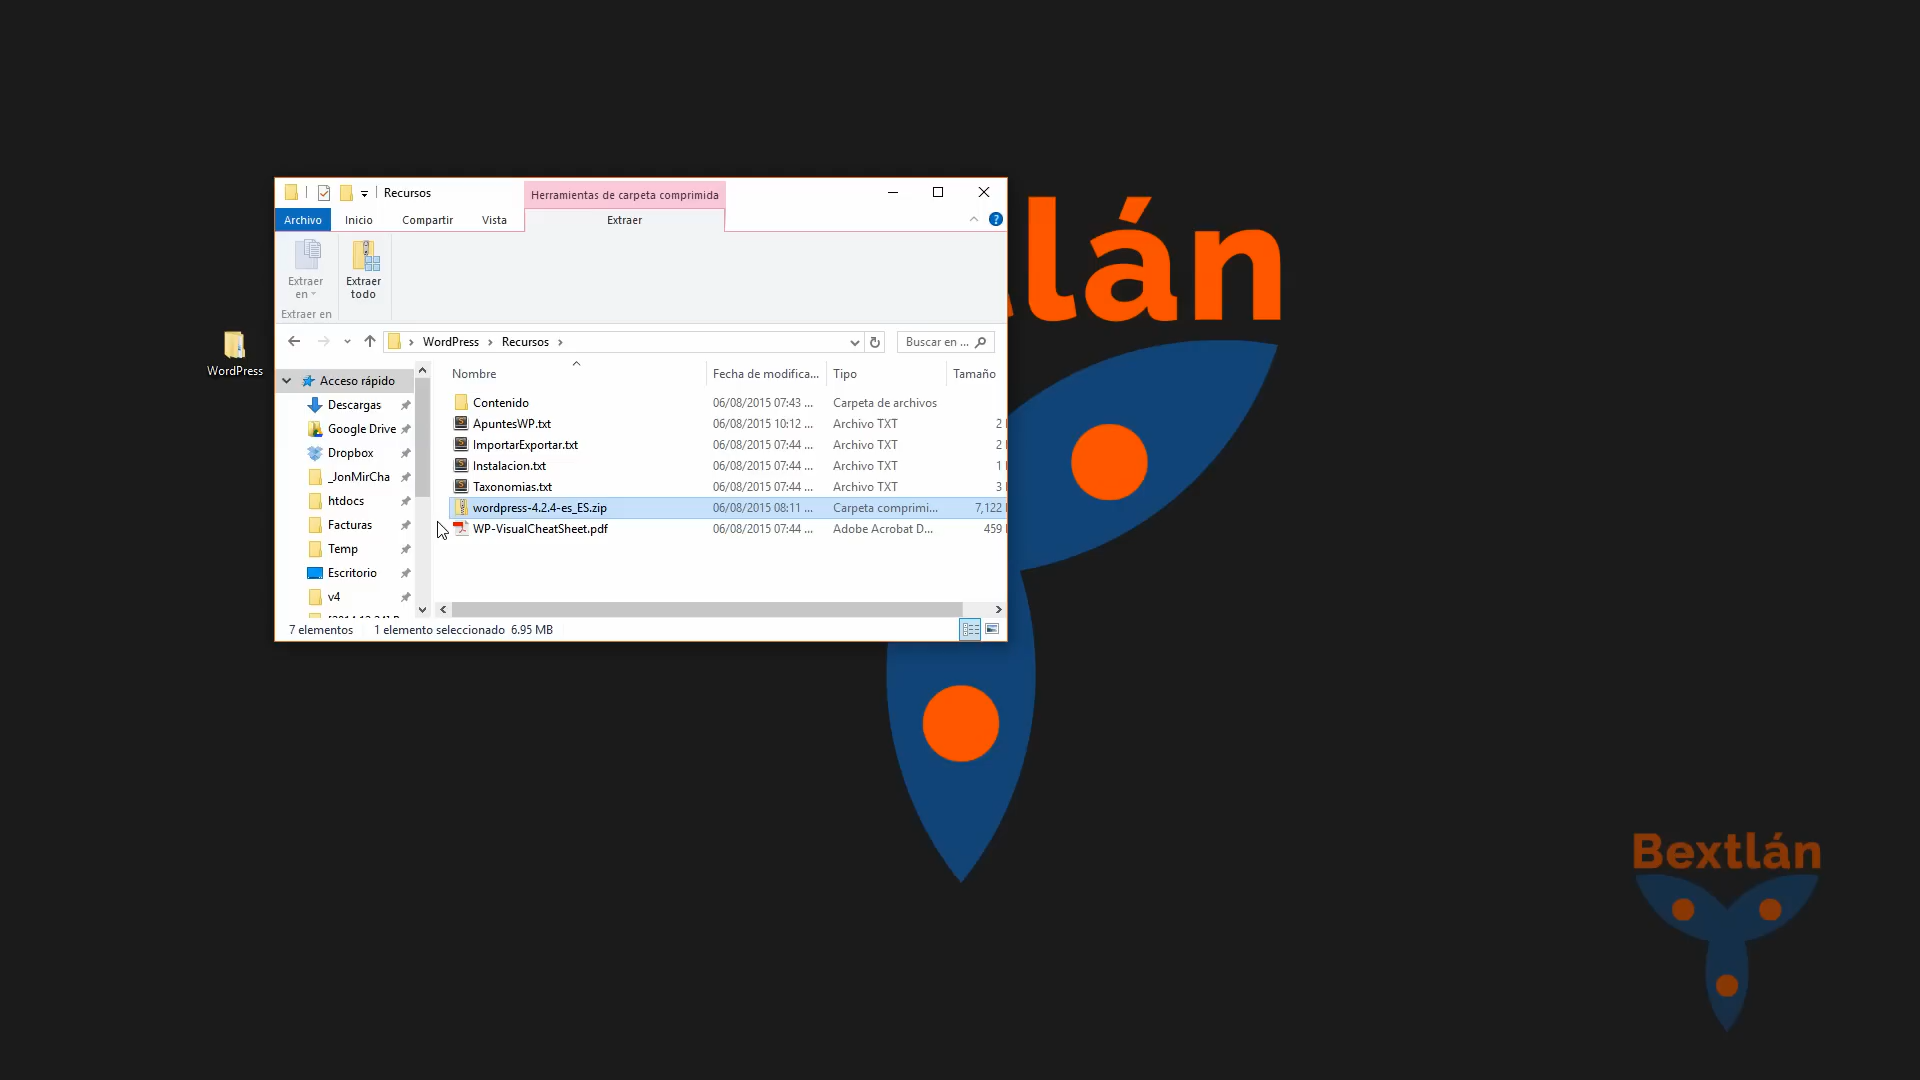 Recursos
Herramientas de carpeta comprimida
Archivo
Inicio
Compartir
Vista
Extraer
Extraer
en
Extraer
todo
Extraer en
WordPress
Recursos
Buscar en ...
WordPress
Acceso rápido
Descargas
Google Drive
Dropbox
_JonMirCha
htdocs
Facturas
Temp
Escritorio
v4
Nombre
Fecha de modifica...
Tipo
Tamaño
Contenido 06/08/2015 07:43 ... Carpeta de archivos
ApuntesWP.txt 06/08/2015 10:12 ... Archivo TXT 2
ImportarExportar.txt 06/08/2015 07:44 ... Archivo TXT 2
Instalacion.txt 06/08/2015 07:44 ... Archivo TXT 1
Taxonomias.txt 06/08/2015 07:44 ... Archivo TXT 3
wordpress-4.2.4-es_ES.zip 06/08/2015 08:11 ... Carpeta comprimi... 7,122
WP-VisualCheatSheet.pdf 06/08/2015 07:44 ... Adobe Acrobat D... 459
7 elementos 1 elemento seleccionado 6.95 MB
lán
Bextlán